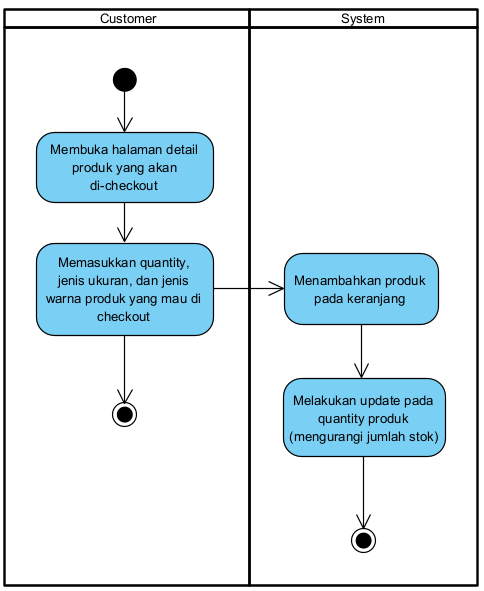 Customer
System
Membuka halaman detail
produk yang akan
di-checkout
Memasukkan quantity,
jenis ukuran, dan jenis
warna produk yang mau di
checkout
Menambahkan produk
pada keranjang
Melakukan update pada
quantity produk
(mengurangi jumlah stok)